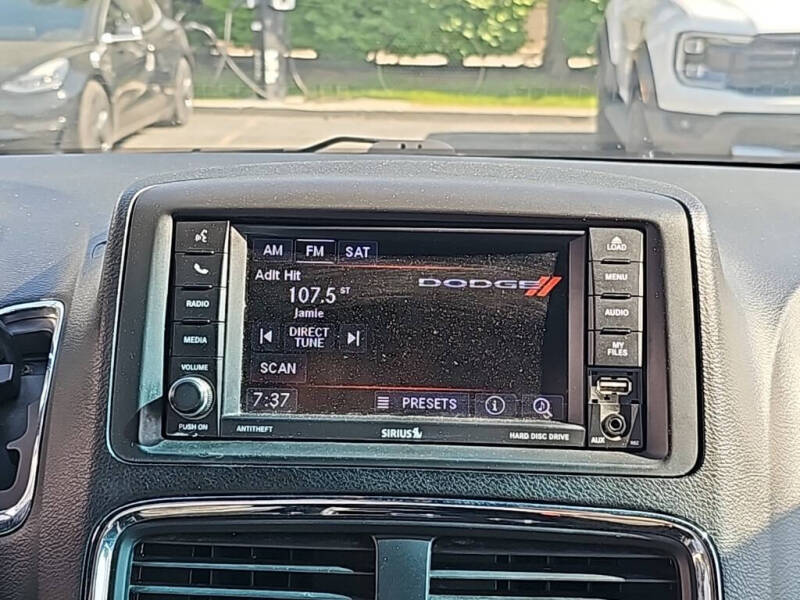 AM FM SAT
Adlt Hit
107.5 ST
Jamie
DIRECT
TUNE
SCAN
7:37
PRESETS
DODGE
RADIO
MEDIA
VOLUME
PUSH ON
LOAD
MENU
AUDIO
MY
FILES
AUX
ANTITHEFT
SIRIUS
HARD DISC DRIVE